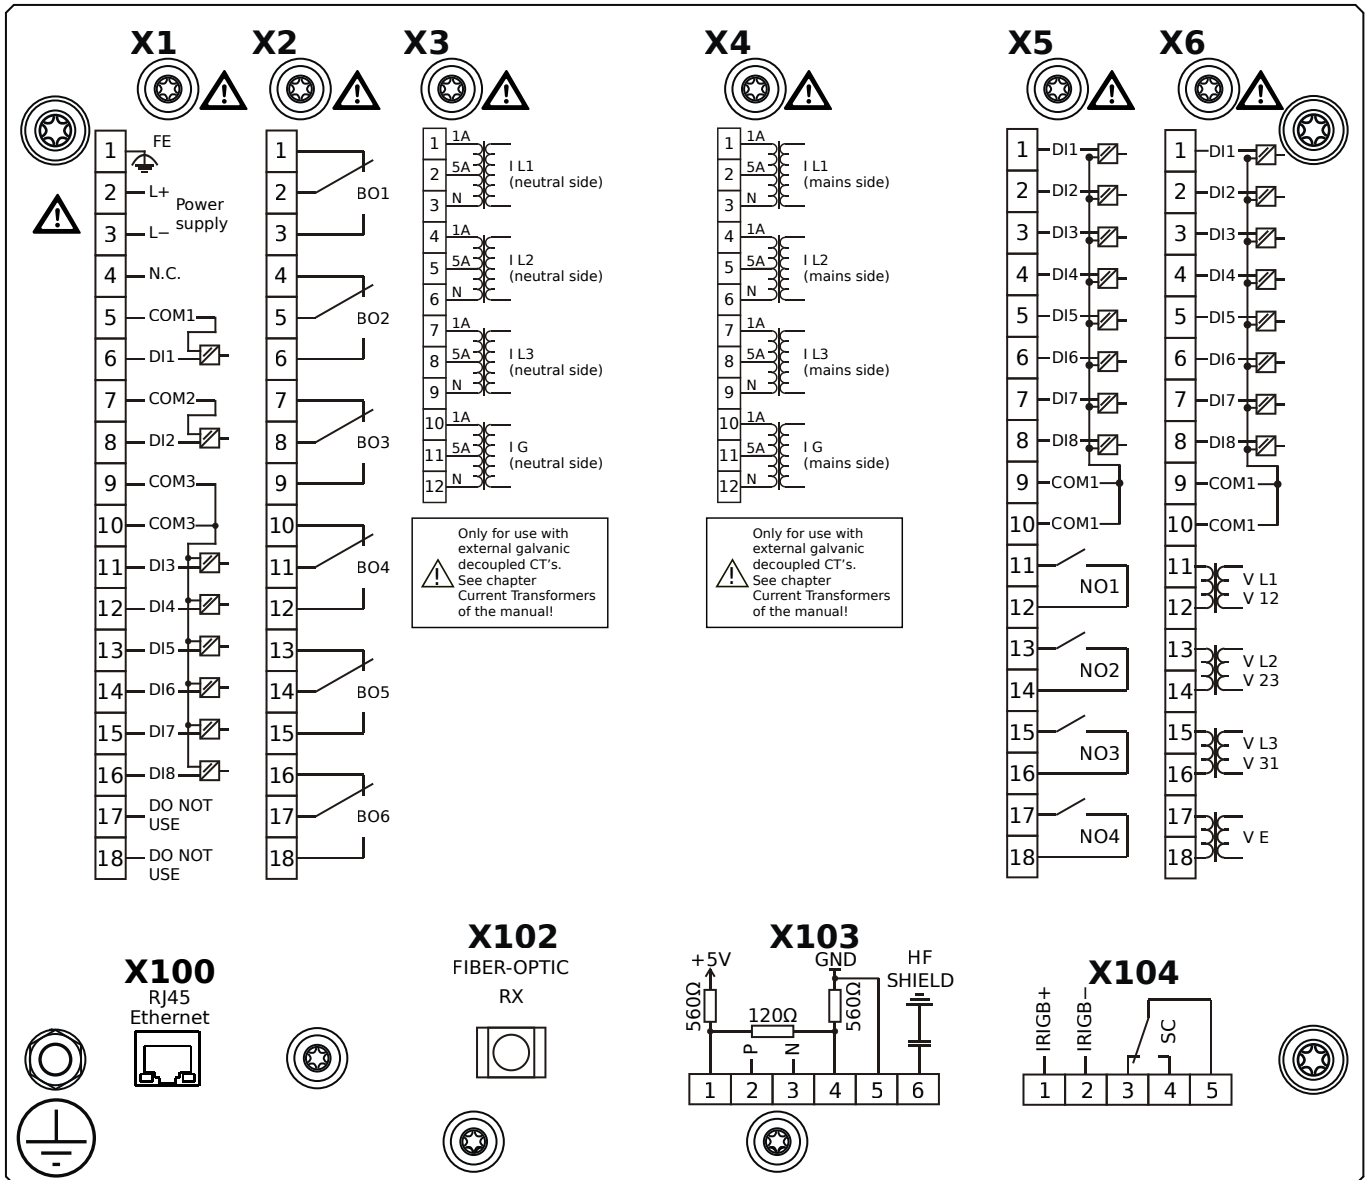 X1
X2
X3
X4
X5
X6
1
FE
2
L+
Power
supply
3
L−
4
N.C.
5
COM1
6
DI1
7
COM2
8
DI2
9
COM3
10
COM3
11
DI3
12
DI4
13
DI5
14
DI6
15
DI7
16
DI8
17
DO NOT
USE
18
DO NOT
USE
1
2
BO1
3
4
5
BO2
6
7
8
BO3
9
10
11
BO4
12
13
14
BO5
15
16
17
BO6
18
1
1A
2
5A
I L1
(neutral side)
3
N
4
1A
5
5A
I L2
(neutral side)
6
N
7
1A
8
5A
I L3
(neutral side)
9
N
10
1A
11
5A
I G
(neutral side)
12
N
Only for use with
external galvanic
decoupled CT’s.
See chapter
Current Transformers
of the manual!
1
1A
2
5A
I L1
(mains side)
3
N
4
1A
5
5A
I L2
(mains side)
6
N
7
1A
8
5A
I L3
(mains side)
9
N
10
1A
11
5A
I G
(mains side)
12
N
Only for use with
external galvanic
decoupled CT’s.
See chapter
Current Transformers
of the manual!
1
DI1
2
DI2
3
DI3
4
DI4
5
DI5
6
DI6
7
DI7
8
DI8
9
COM1
10
COM1
11
NO1
12
13
NO2
14
15
NO3
16
17
NO4
18
1
DI1
2
DI2
3
DI3
4
DI4
5
DI5
6
DI6
7
DI7
8
DI8
9
COM1
10
COM1
11
V L1
V 12
12
13
V L2
V 23
14
15
V L3
V 31
16
17
V E
18
X100
RJ45
Ethernet
X102
FIBER-OPTIC
RX
X103
+5V
GND
HF
SHIELD
560Ω
120Ω
560Ω
P
N
1 2 3 4 5 6
X104
IRIGB+
IRIGB−
SC
1 2 3 4 5